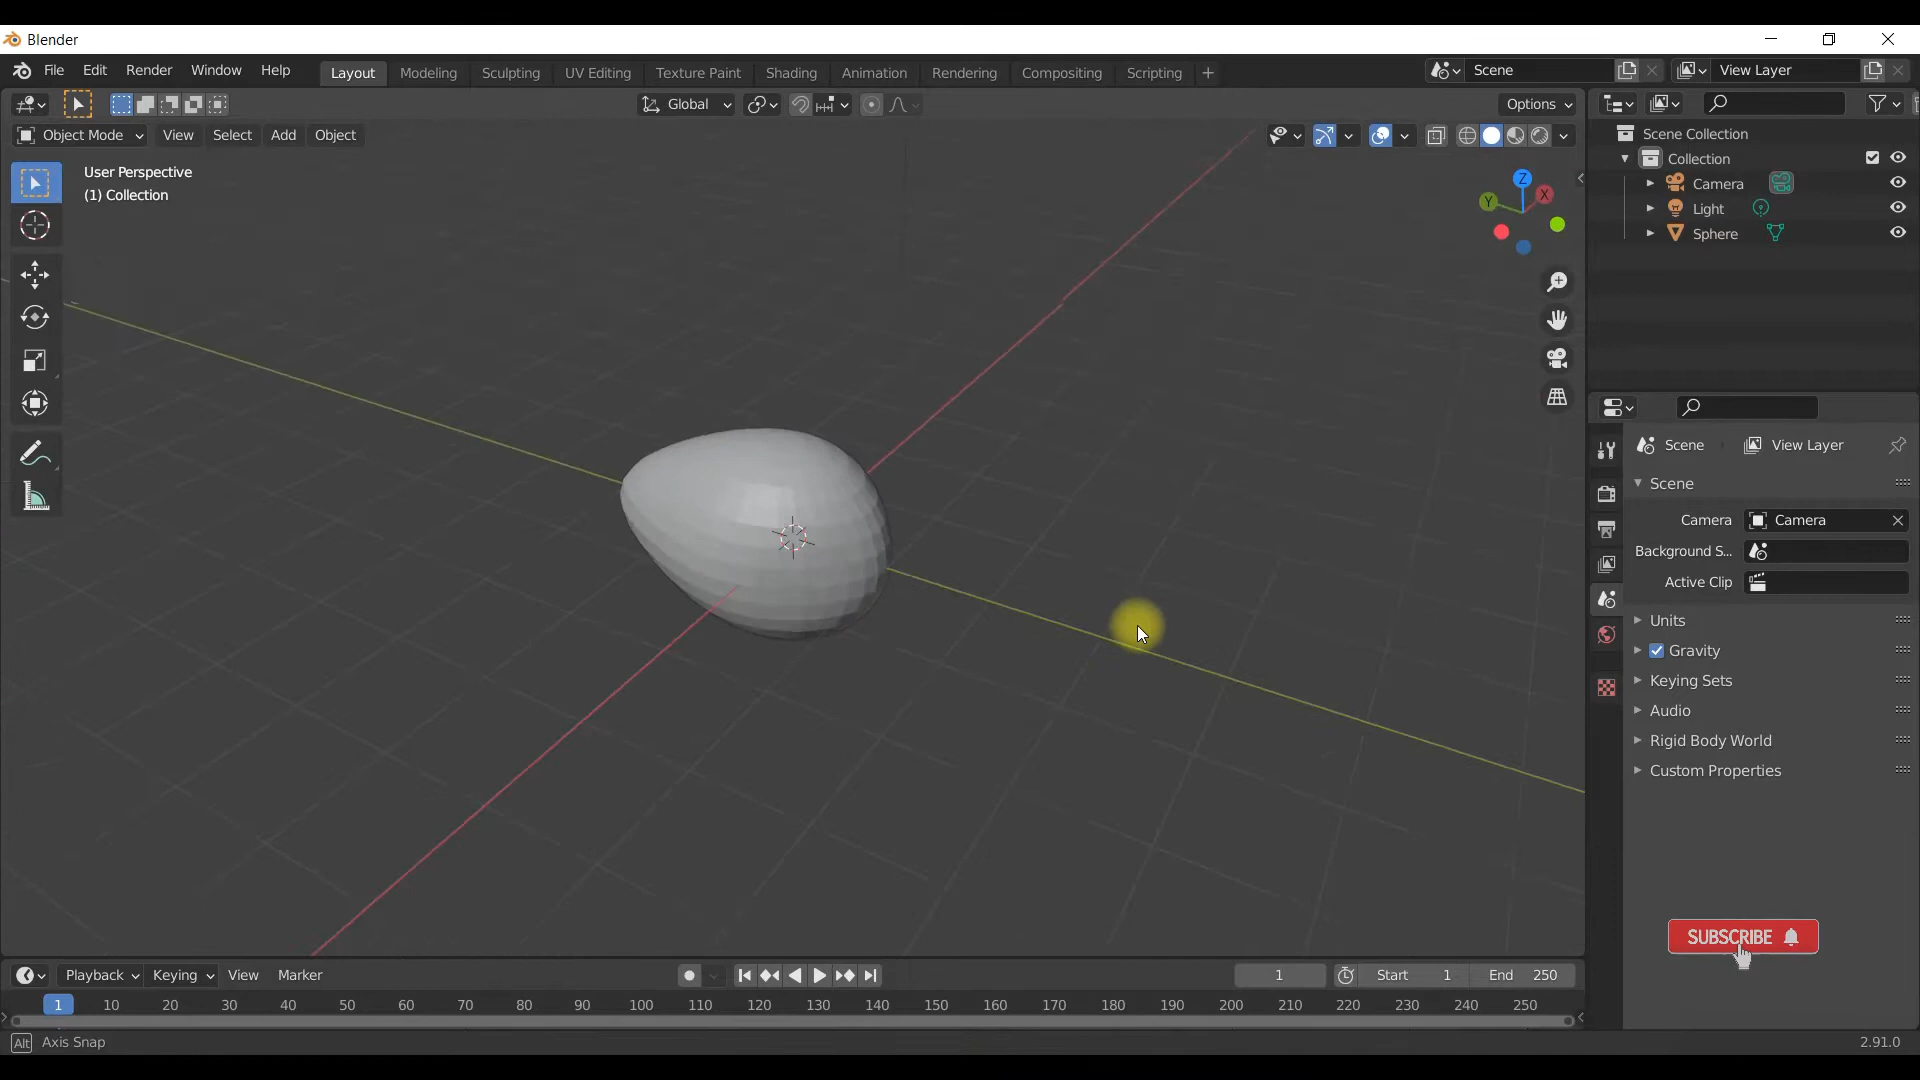 Blender
File Edit Render Window Help Layout Modeling Sculpting UV Editing Texture Paint Shading Animation Rendering Compositing Scripting + Scene View Layer
Global Options
Object Mode View Select Add Object
User Perspective
(1) Collection
Z
X
Y
Scene Collection
Collection
Camera
Light
Sphere
Scene View Layer
Scene
Camera Camera
Background S...
Active Clip
Units
Gravity
Keying Sets
Audio
Rigid Body World
Custom Properties
SUBSCRIBE
Playback Keying View Marker 1 Start 1 End 250
1 10 20 30 40 50 60 70 80 90 100 110 120 130 140 150 160 170 180 190 200 210 220 230 240 250
Alt Axis Snap 2.91.0